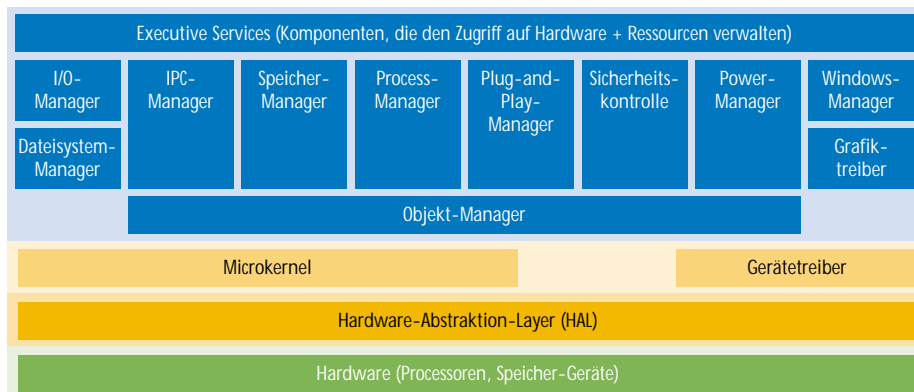 Executive Services (Komponenten, die den Zugriff auf Hardware + Ressourcen verwalten)
I/O-
Manager
IPC-
Manager
Speicher-
Manager
Process-
Manager
Plug-and-
Play-
Manager
Sicherheits-
kontrolle
Power-
Manager
Windows-
Manager
Dateisystem-
Manager
Grafik-
treiber
Objekt-Manager
Microkernel
Gerätetreiber
Hardware-Abstraktion-Layer (HAL)
Hardware (Processoren, Speicher-Geräte)